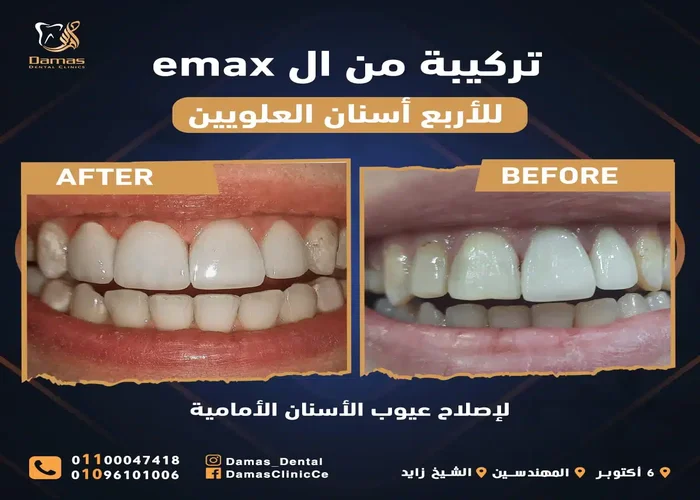 Damas
DENTAL CLINICS
تركيبة من ال emax
للأربع أسنان العلويين
AFTER
BEFORE
لإصلاح عيوب الأسنان الأمامية
01100047418
01096101006
Damas_Dental
DamasClinicCe
6 أكتوبر المهندسين الشيخ زايد